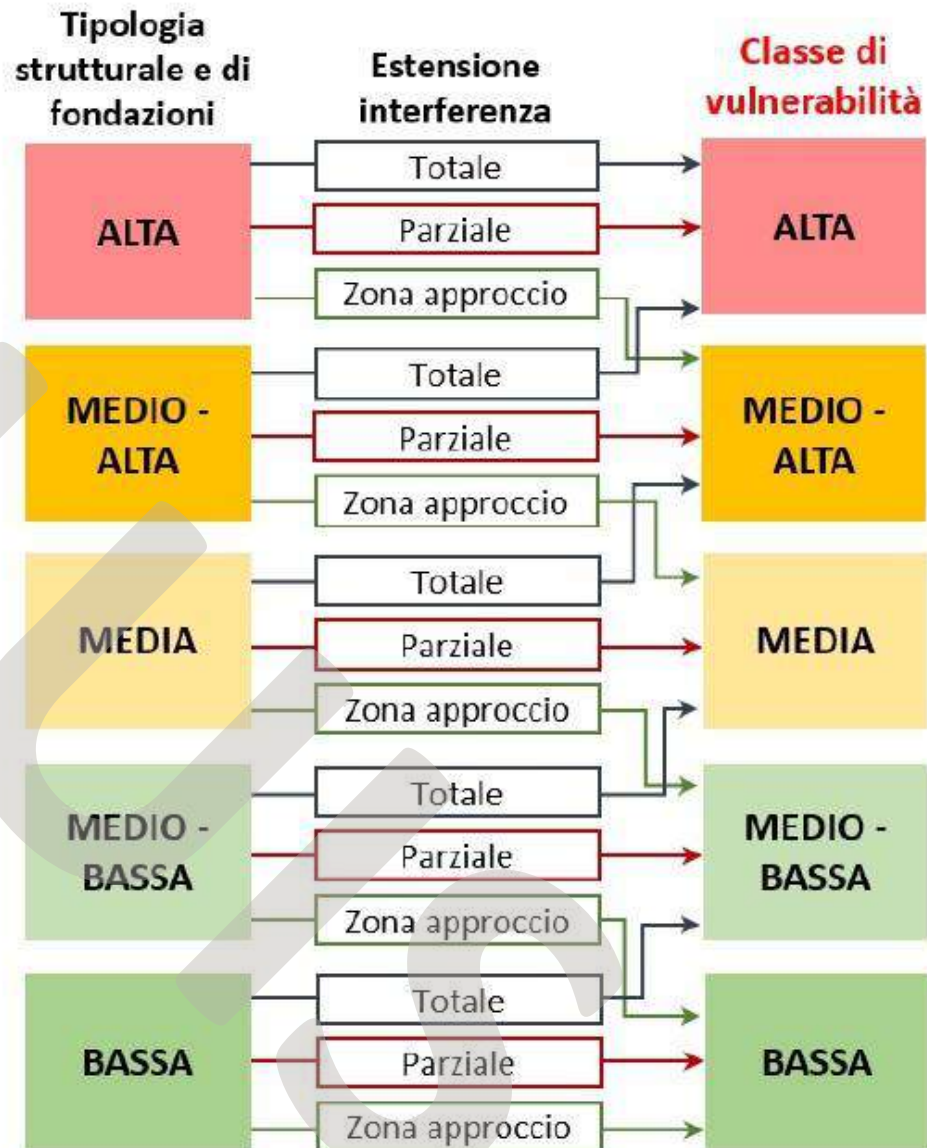 Tipologia
strutturale e di
fondazioni
Estensione
interferenza
Classe di
vulnerabilità
ALTA
Totale
Parziale
Zona approccio
ALTA
MEDIO -
ALTA
Totale
Parziale
Zona approccio
MEDIO -
ALTA
MEDIA
Totale
Parziale
Zona approccio
MEDIA
MEDIO -
BASSA
Totale
Parziale
Zona approccio
MEDIO -
BASSA
BASSA
Totale
Parziale
Zona approccio
BASSA